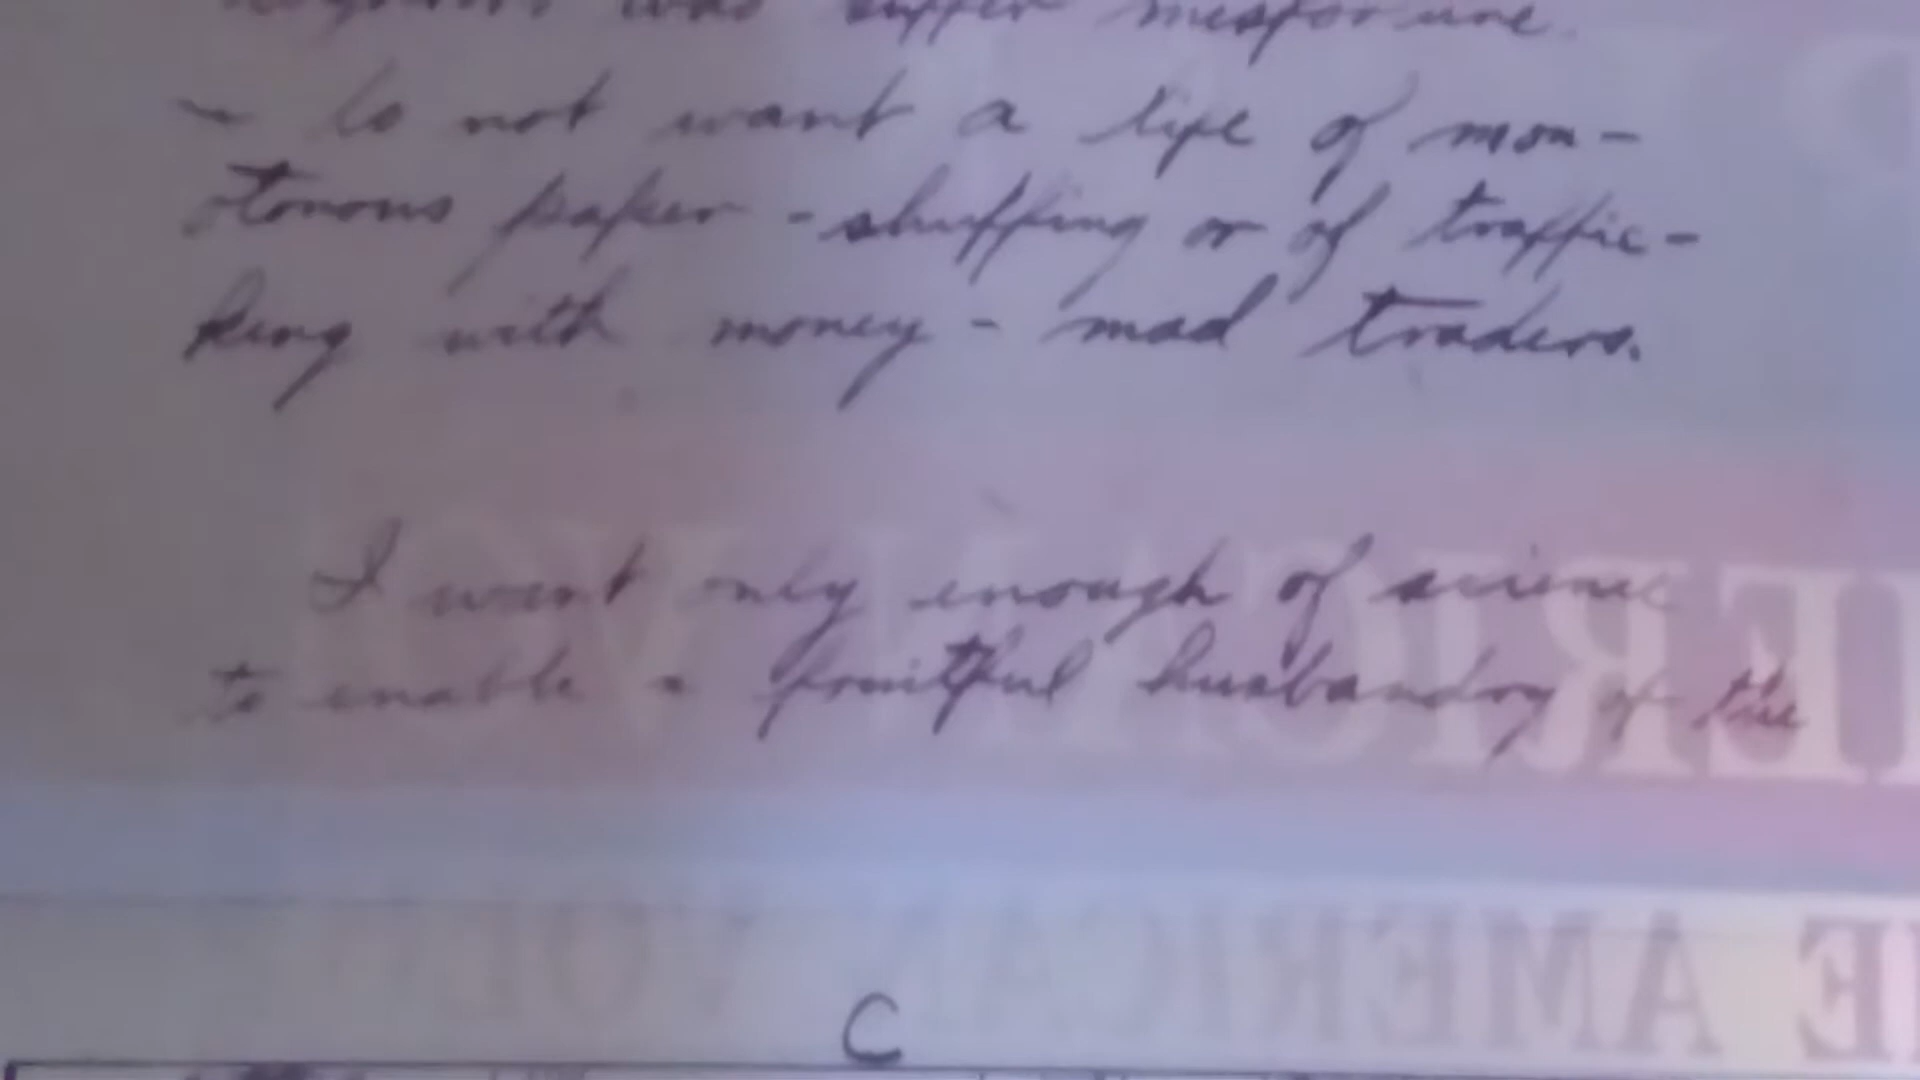 suffer
not want a life of mon-
otonous paper-shuffling or of traffic-
king with money-mad traders.
I want only enough of science
to enable a fruitful husbandry of the
C